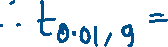 ∴ t₀.₀₁,₉ =